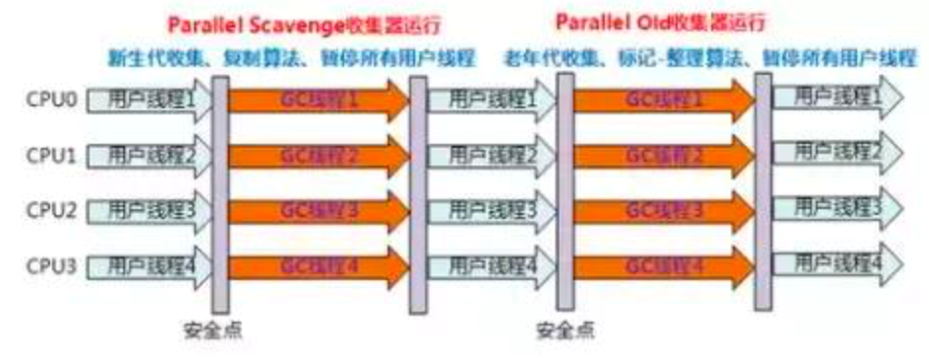 Parallel Scavenge收集器运行
Parallel Old收集器运行
新生代收集、复制算法、暂停所有用户线程
老年代收集、标记-整理算法、暂停所有用户线程
CPU0 用户线程1 GC线程1 用户线程1 GC线程1 用户线程1
CPU1 用户线程2 GC线程2 用户线程2 GC线程2 用户线程2
CPU2 用户线程3 GC线程3 用户线程3 GC线程3 用户线程3
CPU3 用户线程4 GC线程4 用户线程4 GC线程4 用户线程4
安全点
安全点